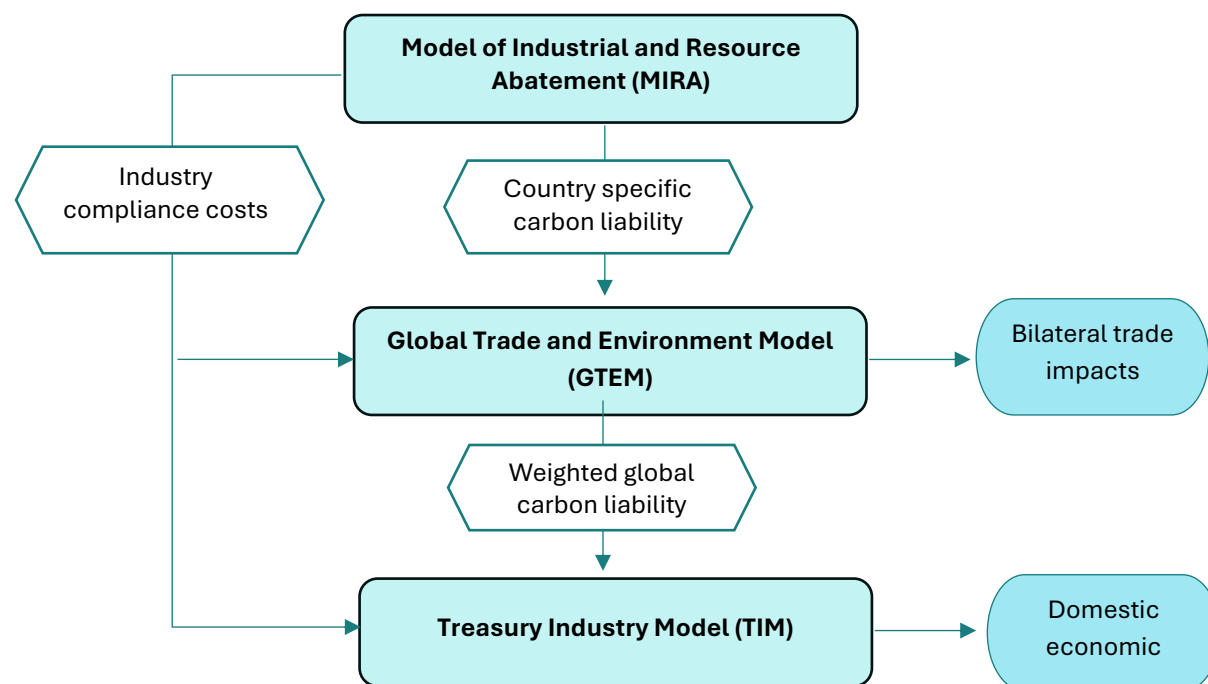 Model of Industrial and Resource
Abatement (MIRA)
Industry
compliance costs
Country specific
carbon liability
Global Trade and Environment Model
(GTEM)
Bilateral trade
impacts
Weighted global
carbon liability
Treasury Industry Model (TIM)
Domestic
economic